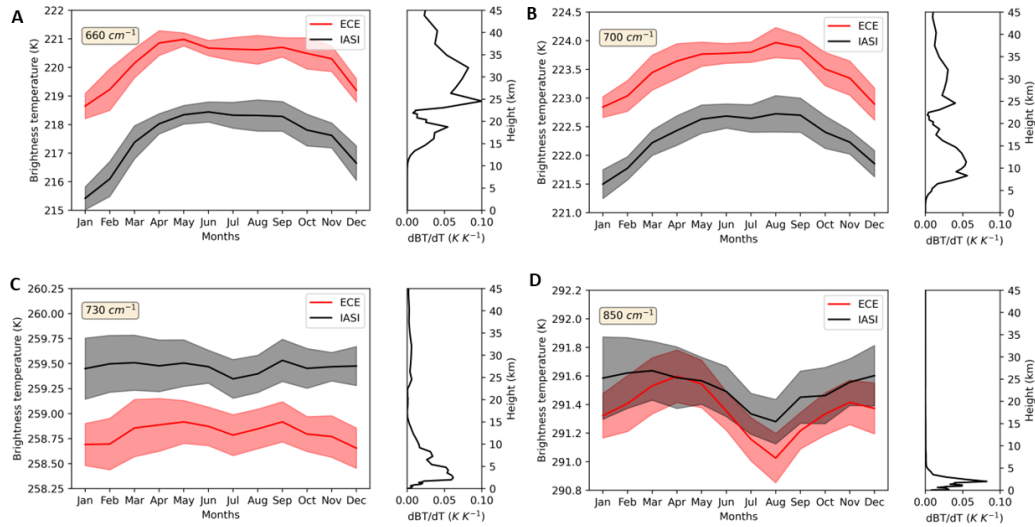 A
660 cm⁻¹
ECE
IASI
Brightness temperature (K)
222
221
220
219
218
217
216
215
Jan Feb Mar Apr May Jun Jul Aug Sep Oct Nov Dec
Months
45
40
35
30
25
20
15
10
5
0
Height (km)
0.00 0.05 0.10
dBT/dT (K K⁻¹)
B
700 cm⁻¹
ECE
IASI
Brightness temperature (K)
224.5
224.0
223.5
223.0
222.5
222.0
221.5
221.0
Jan Feb Mar Apr May Jun Jul Aug Sep Oct Nov Dec
Months
45
40
35
30
25
20
15
10
5
0
Height (km)
0.00 0.05 0.10
dBT/dT (K K⁻¹)
C
730 cm⁻¹
ECE
IASI
Brightness temperature (K)
260.25
260.00
259.75
259.50
259.25
259.00
258.75
258.50
258.25
Jan Feb Mar Apr May Jun Jul Aug Sep Oct Nov Dec
Months
45
40
35
30
25
20
15
10
5
0
Height (km)
0.00 0.05 0.10
dBT/dT (K K⁻¹)
D
850 cm⁻¹
ECE
IASI
Brightness temperature (K)
292.2
292.0
291.8
291.6
291.4
291.2
291.0
290.8
Jan Feb Mar Apr May Jun Jul Aug Sep Oct Nov Dec
Months
45
40
35
30
25
20
15
10
5
0
Height (km)
0.00 0.05 0.10
dBT/dT (K K⁻¹)